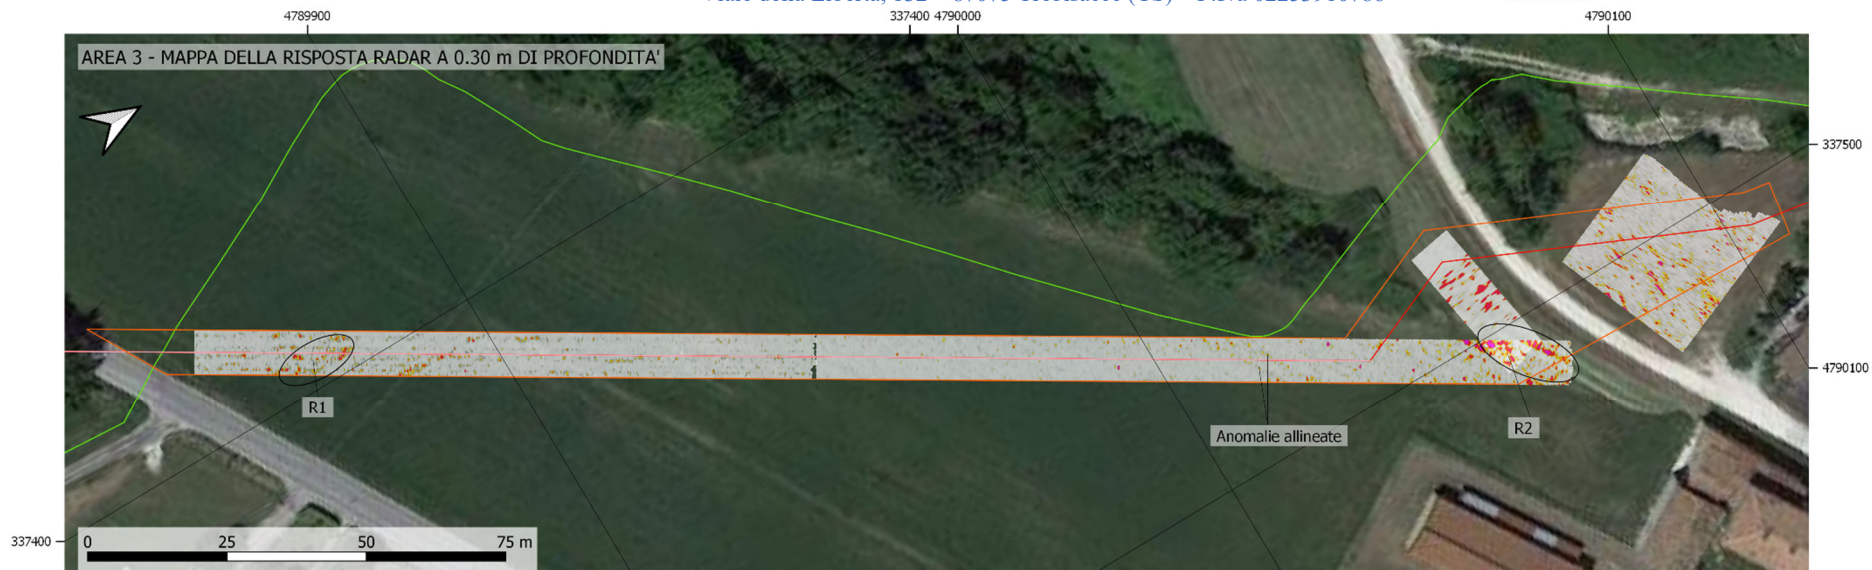 4789900
337400 4790000
4790100
AREA 3 - MAPPA DELLA RISPOSTA RADAR A 0.30 m DI PROFONDITA'
337500
4790100
R1
Anomalie allineate
R2
337400
0 25 50 75 m